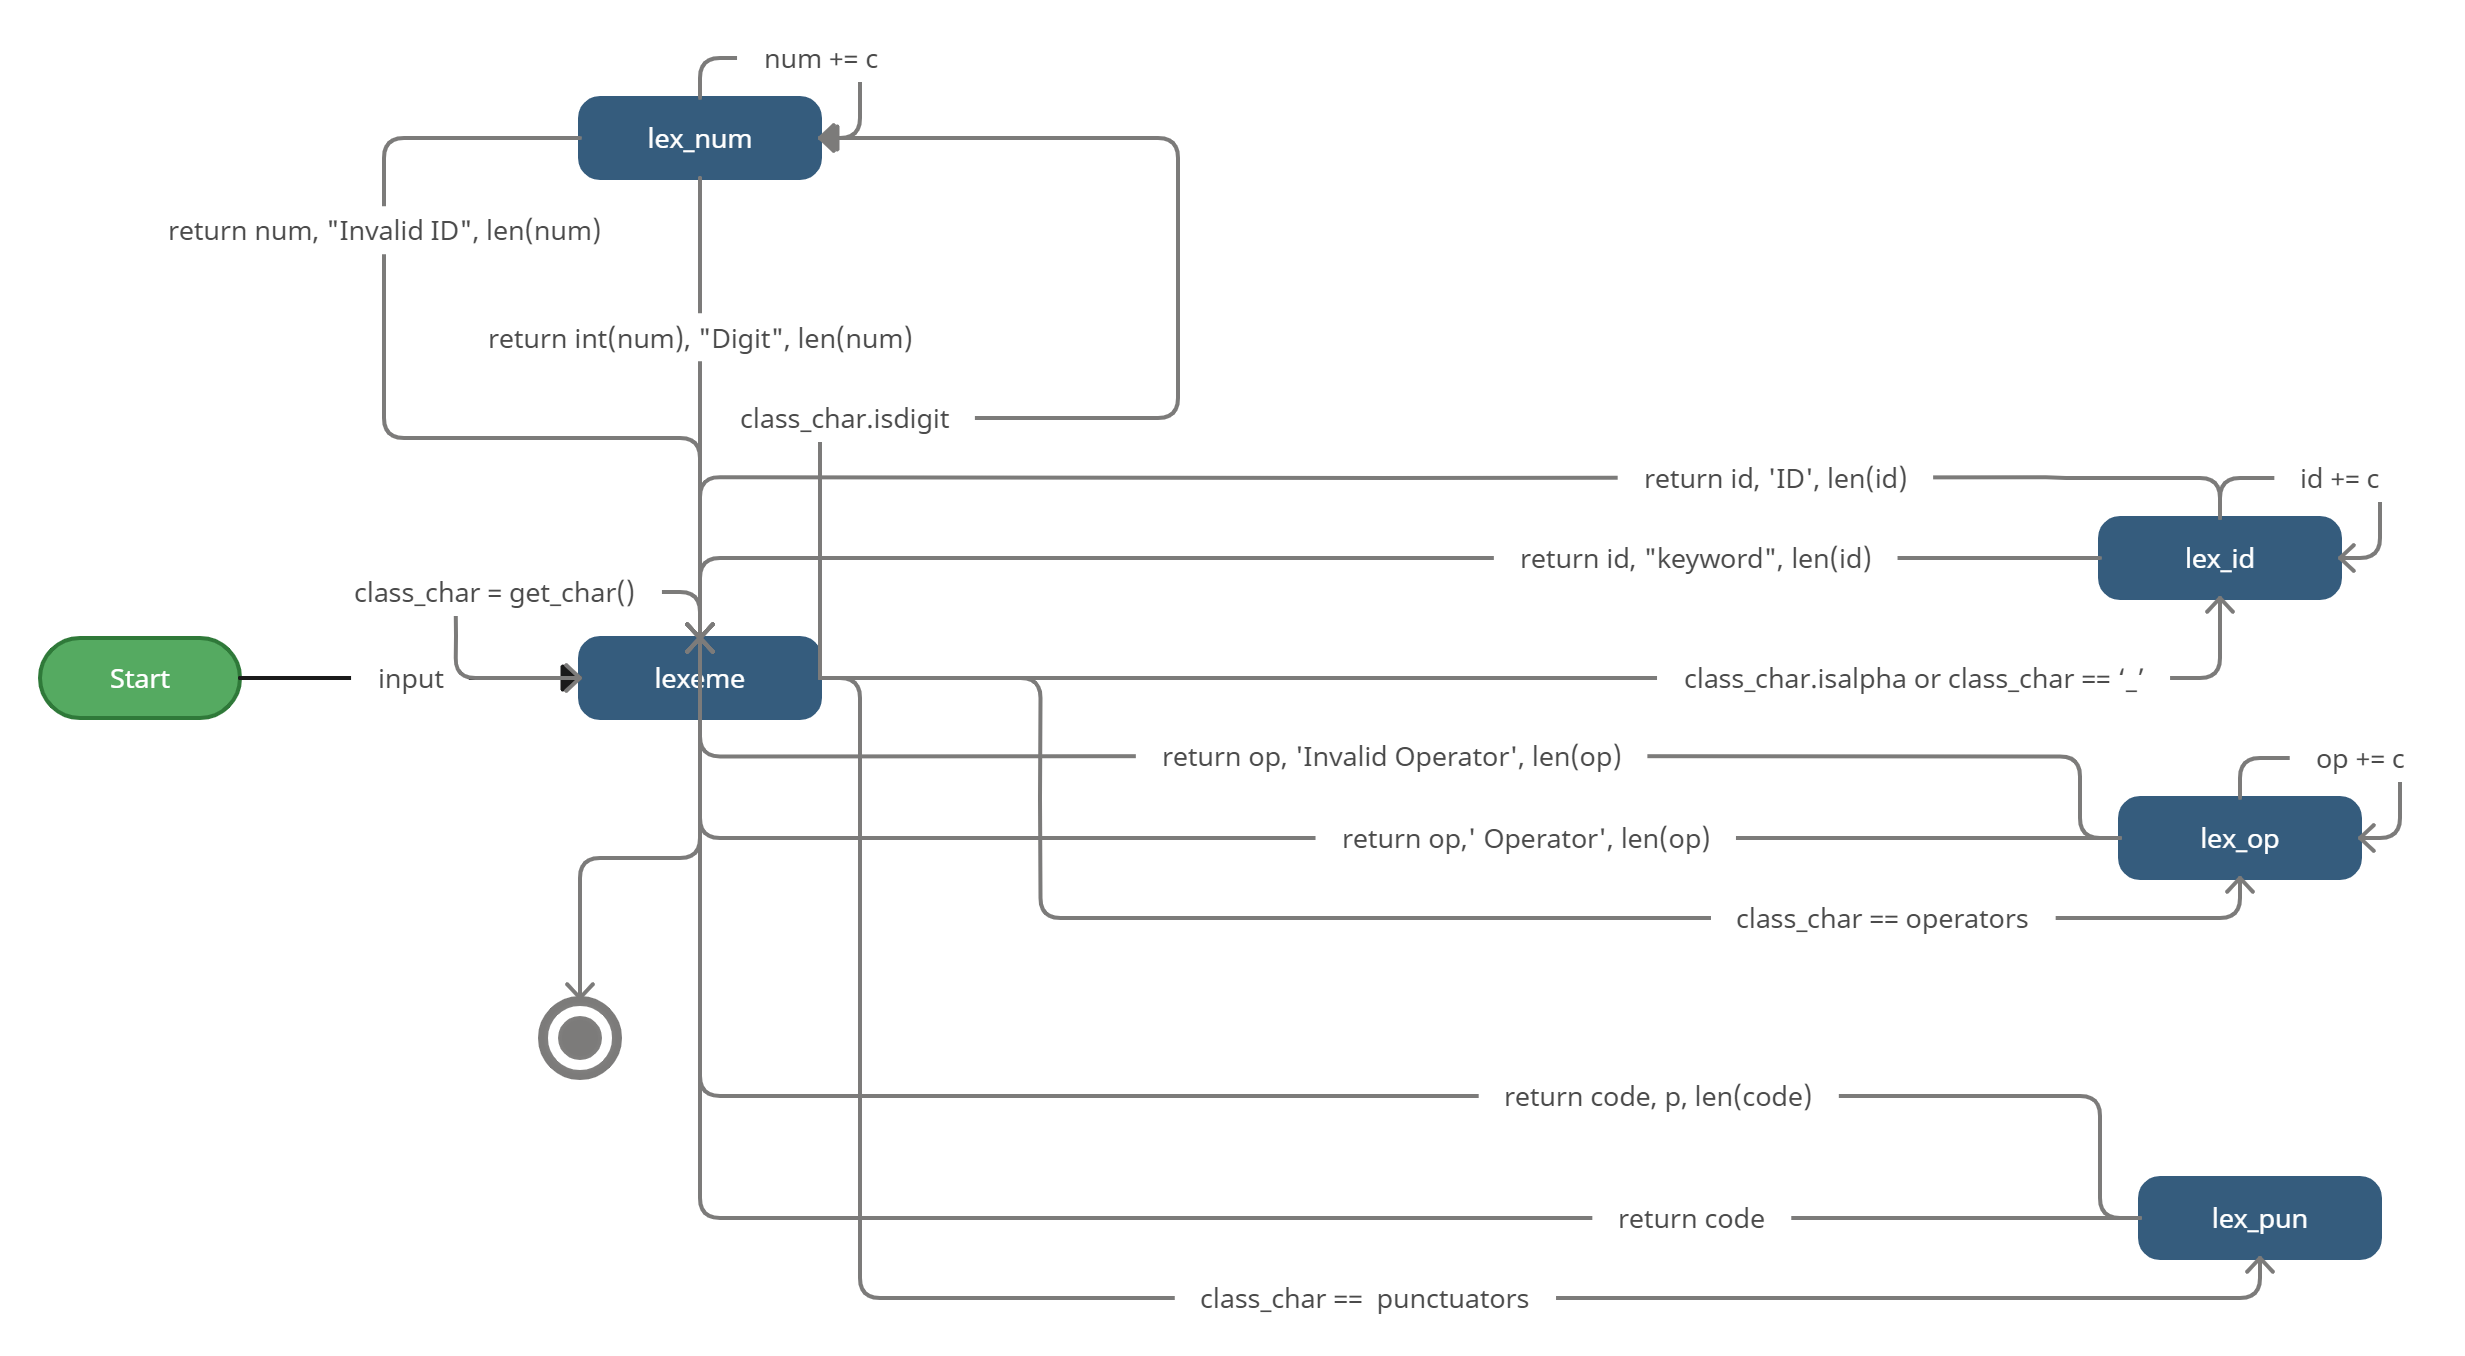 num += c
lex_num
return num, "Invalid ID", len(num)
return int(num), "Digit", len(num)
class_char.isdigit
return id, 'ID', len(id)
id += c
return id, "keyword", len(id)
lex_id
class_char = get_char()
Start
input
lexeme
class_char.isalpha or class_char == ‘_’
return op, 'Invalid Operator', len(op)
op += c
return op,' Operator', len(op)
lex_op
class_char == operators
return code, p, len(code)
return code
lex_pun
class_char ==  punctuators